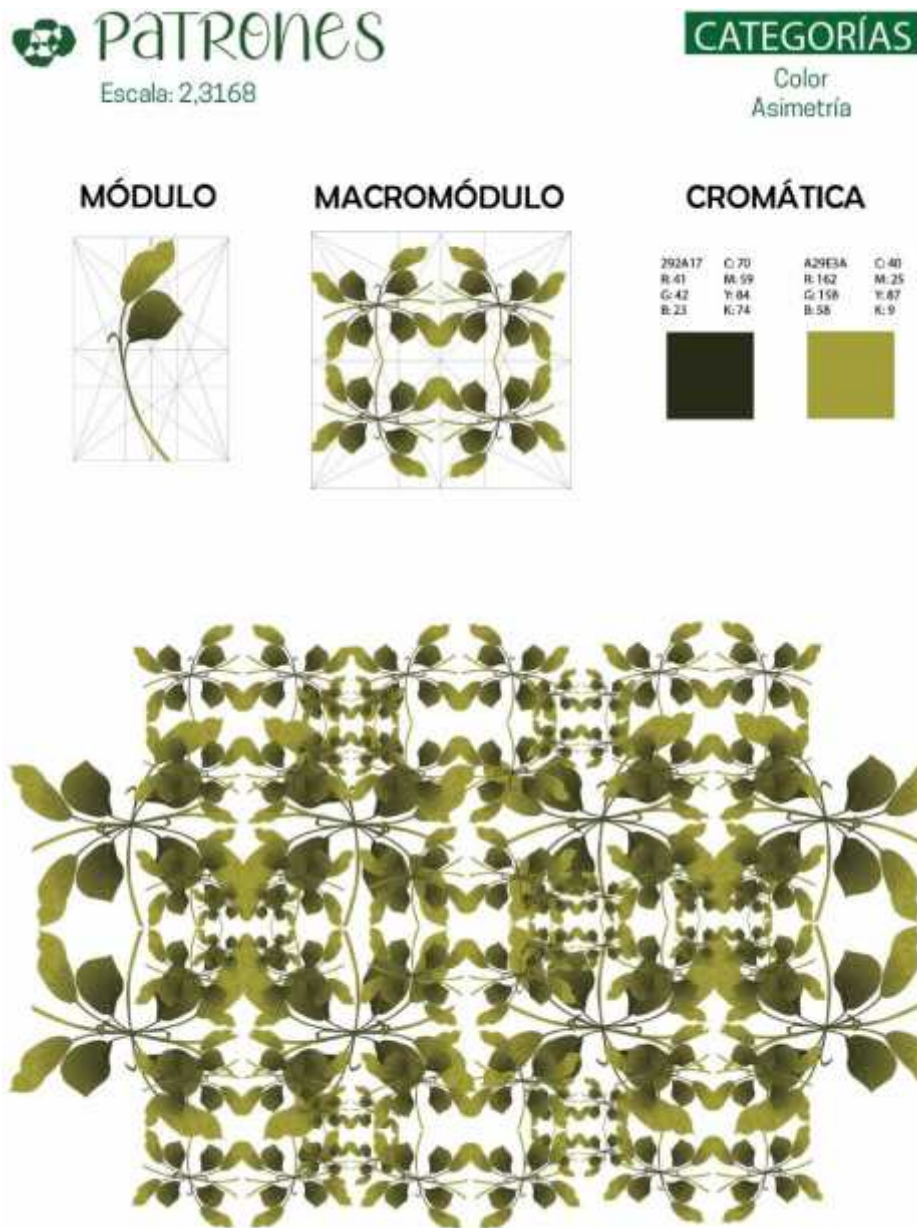 PATRONES
Escala: 2,3168
CATEGORÍAS
Color
Asimetría
MÓDULO
MACROMÓDULO
CROMÁTICA
292A17 C: 70
R: 41 M: 59
G: 42 Y: 84
B: 23 K: 74
A29E3A C: 40
R: 162 M: 25
G: 158 Y: 87
B: 58 K: 9